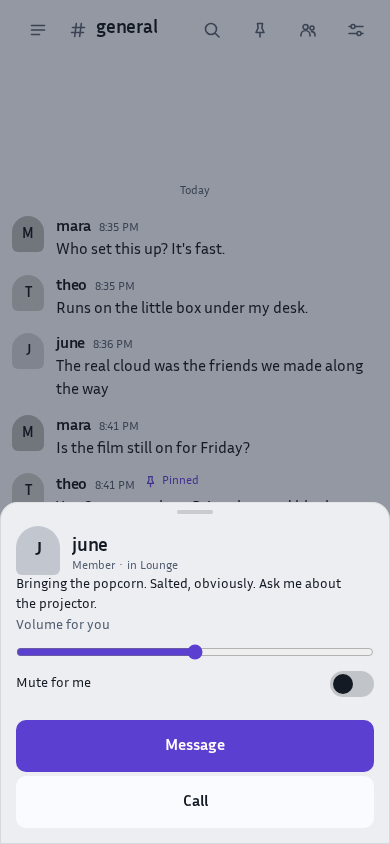 # general
Today
M
mara 8:35 PM
Who set this up? It's fast.
T
theo 8:35 PM
Runs on the little box under my desk.
J
june 8:36 PM
The real cloud was the friends we made along
the way
M
mara 8:41 PM
Is the film still on for Friday?
T
theo 8:41 PM Pinned
J
june
Member · in Lounge
Bringing the popcorn. Salted, obviously. Ask me about
the projector.
Volume for you
Mute for me
Message
Call